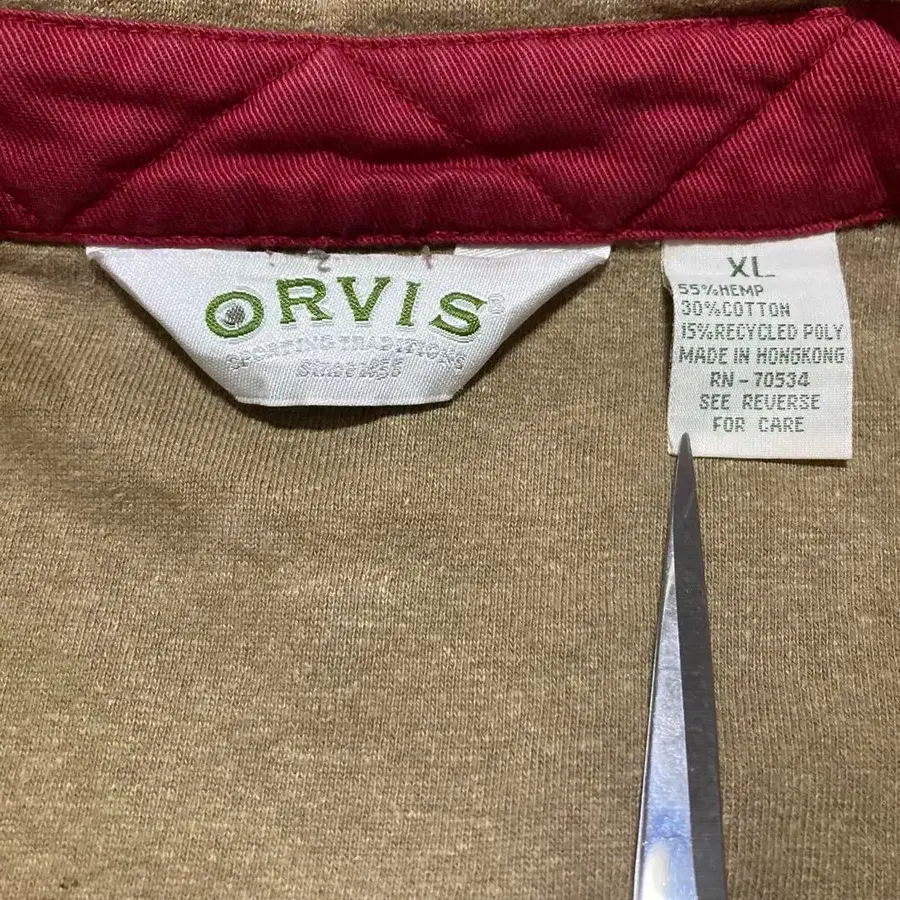 ORVIS
SPORTING TRADITIONS
Since 1856
XL
55%HEMP
30%COTTON
15%RECYCLED POLY
MADE IN HONGKONG
RN-70534
SEE REVERSE
FOR CARE